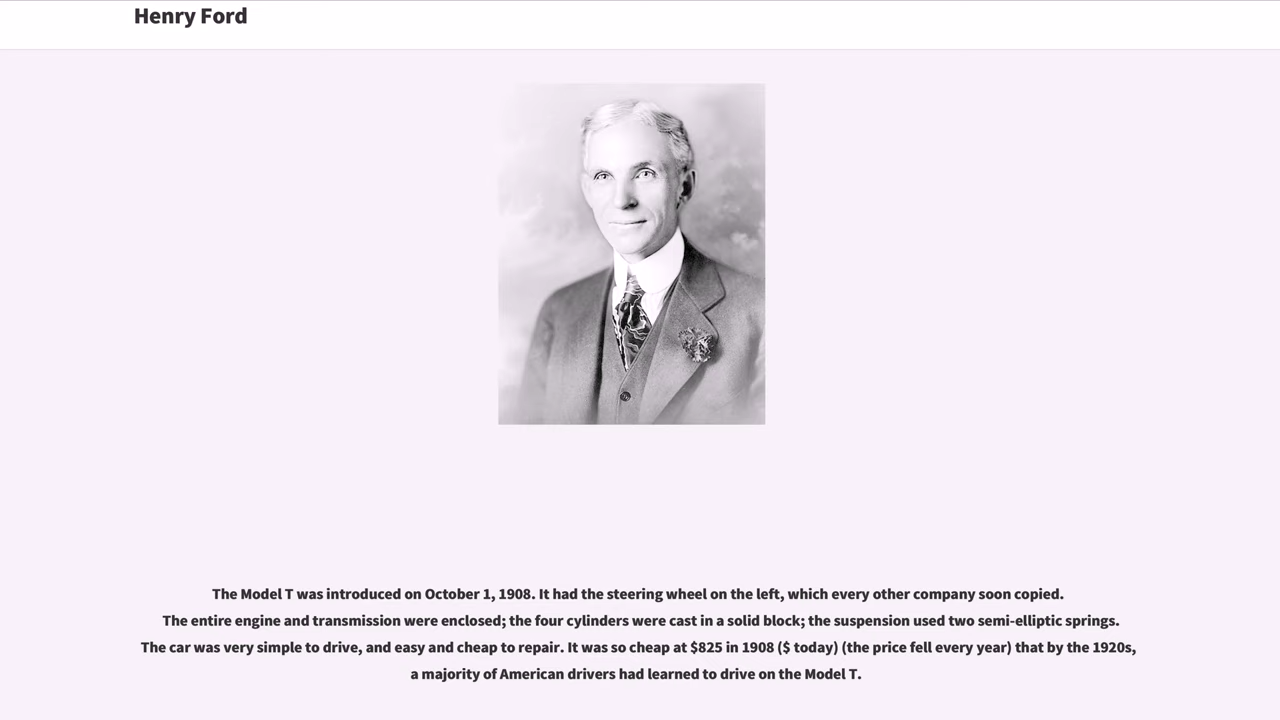 Henry Ford
The Model T was introduced on October 1, 1908. It had the steering wheel on the left, which every other company soon copied.
The entire engine and transmission were enclosed; the four cylinders were cast in a solid block; the suspension used two semi-elliptic springs.
The car was very simple to drive, and easy and cheap to repair. It was so cheap at $825 in 1908 ($ today) (the price fell every year) that by the 1920s,
a majority of American drivers had learned to drive on the Model T.